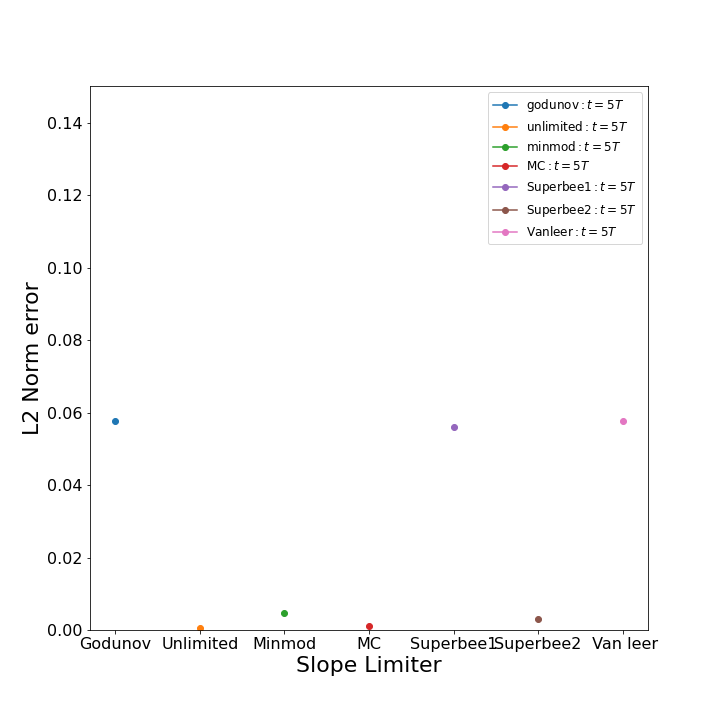 0.14
0.12
0.10
0.08
0.06
0.04
0.02
0.00
L2 Norm error
godunov : t = 5T
unlimited : t = 5T
minmod : t = 5T
MC : t = 5T
Superbee1 : t = 5T
Superbee2 : t = 5T
Vanleer : t = 5T
Godunov Unlimited Minmod MC Superbee1 Superbee2 Van leer
Slope Limiter